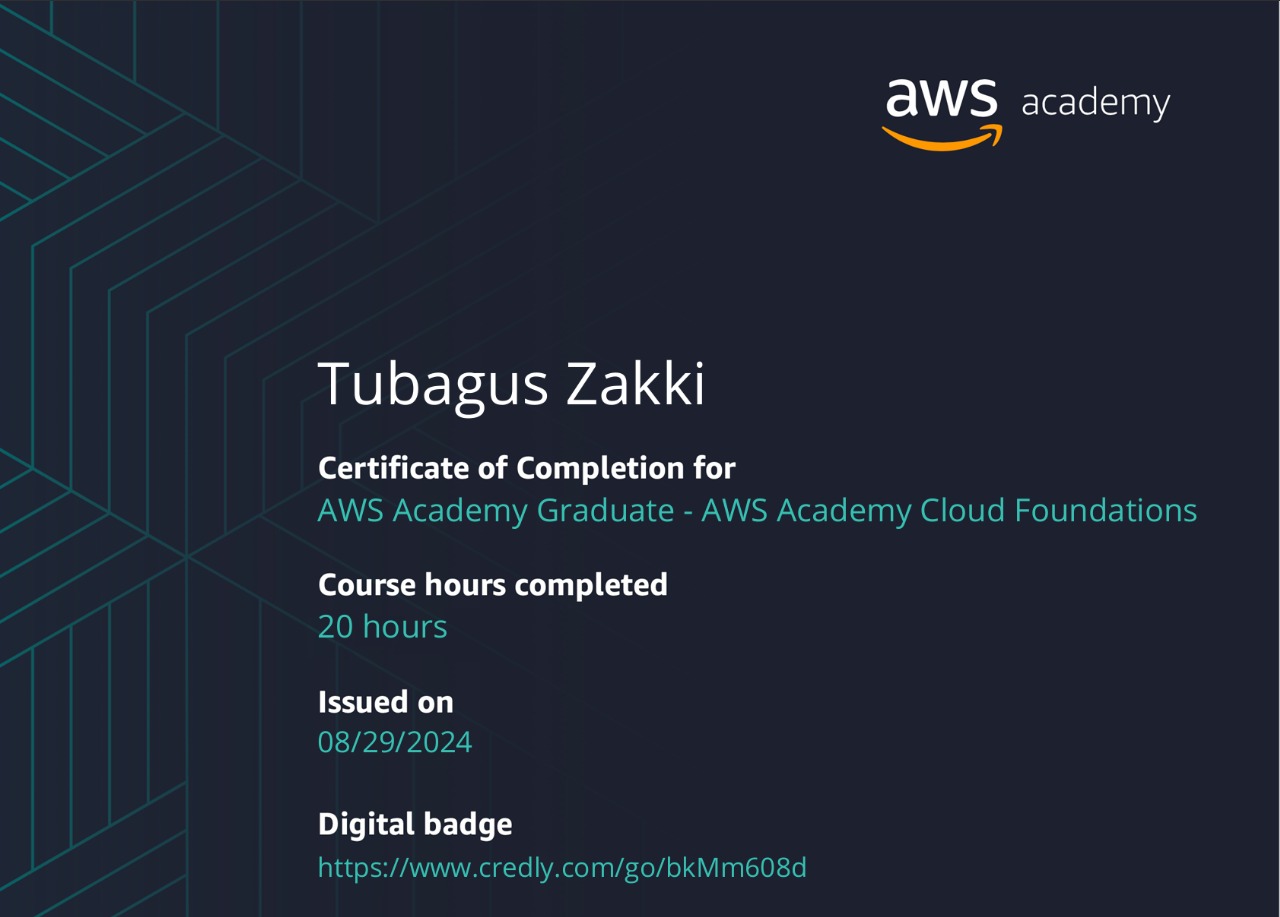 aws academy
Tubagus Zakki
Certificate of Completion for
AWS Academy Graduate - AWS Academy Cloud Foundations
Course hours completed
20 hours
Issued on
08/29/2024
Digital badge
https://www.credly.com/go/bkMm608d